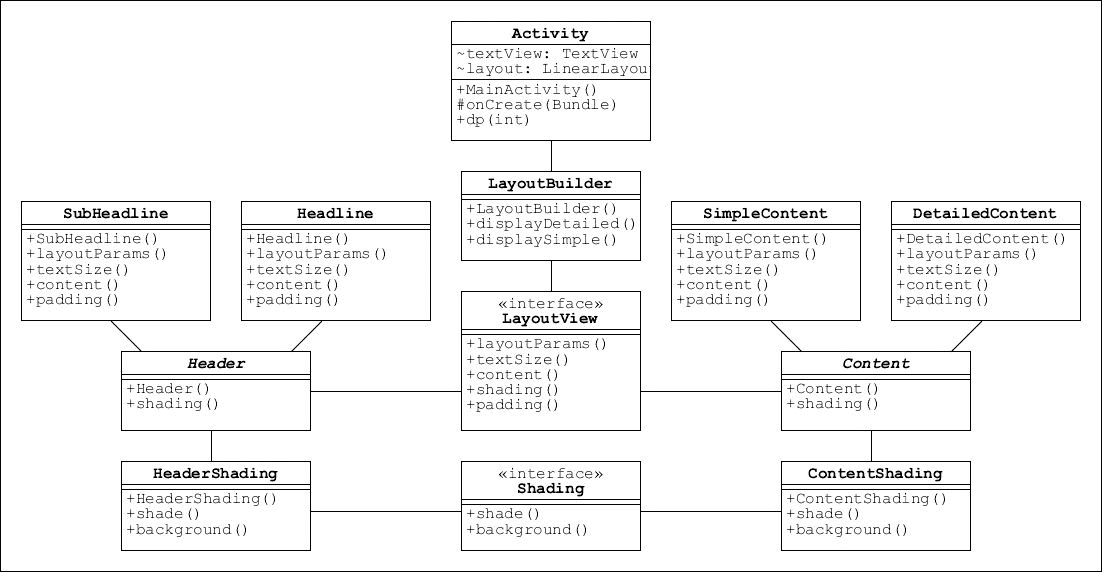 Activity
~textView: TextView
~layout: LinearLayou
+MainActivity()
#onCreate(Bundle)
+dp(int)
LayoutBuilder
+LayoutBuilder()
+displayDetailed()
+displaySimple()
SubHeadline
+SubHeadline()
+layoutParams()
+textSize()
+content()
+padding()
Headline
+Headline()
+layoutParams()
+textSize()
+content()
+padding()
SimpleContent
+SimpleContent()
+layoutParams()
+textSize()
+content()
+padding()
DetailedContent
+DetailedContent()
+layoutParams()
+textSize()
+content()
+padding()
«interface»
LayoutView
+layoutParams()
+textSize()
+content()
+shading()
+padding()
Header
+Header()
+shading()
Content
+Content()
+shading()
HeaderShading
+HeaderShading()
+shade()
+background()
«interface»
Shading
+shade()
+background()
ContentShading
+ContentShading()
+shade()
+background()